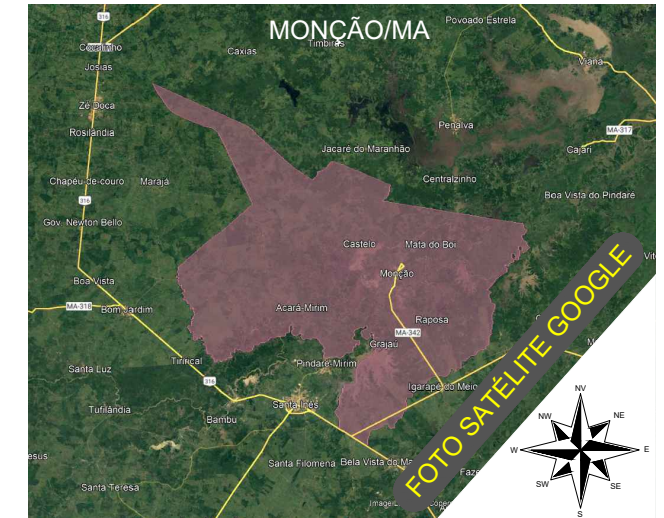 MONÇÃO/MA
Povoado Estrela
Timbiras
Caxias
Josias
Viana
Zé Doca
Rosilândia
Penalva
MA-317
Cajari
Jacaré do Maranhão
Centralzinho
Chapéu-de-couro
Marajá
Boa Vista do Pindaré
316
Gov. Newton Bello
Castelo
Mata do Boi
Monção
Boa Vista
MA-318
Bom Jardim
Acará-Mirim
Raposa
MA-342
Grajaú
Tirirical
Pindaré-Mirim
Santa Luz
316
Igarapé do Meio
Tufilândia
Santa Inês
Bambu
Santa Filomena
Bela Vista do Ma
Santa Teresa
FOTO SATÉLITE GOOGLE
NV
NW
NE
W
E
SW
SE
S